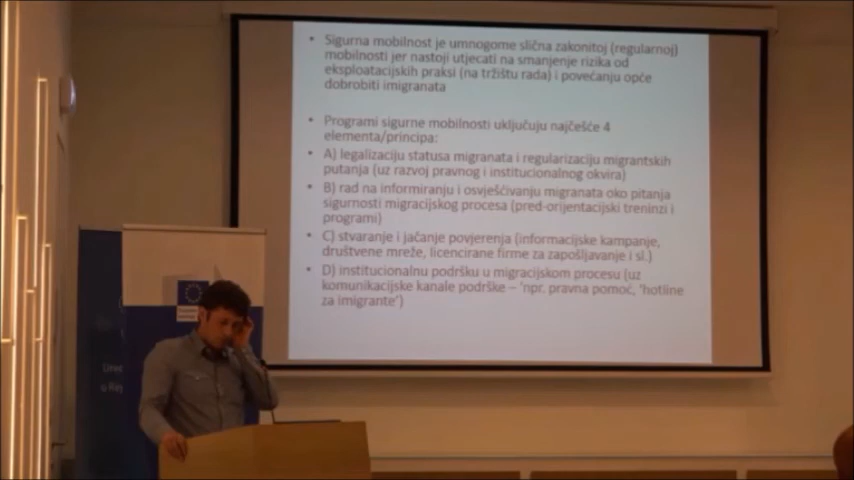 • Sigurna mobilnost je umnogome slična zakonitoj (regularnoj)
mobilnosti jer nastoji utjecati na smanjenje rizika od
eksploatacijskih praksi (na tržištu rada) i povećanju opće
dobrobiti imigranata
• Programi sigurne mobilnosti uključuju najčešće 4
elementa/principa:
• A) legalizaciju statusa migranata i regularizaciju migrantskih
putanja (uz razvoj pravnog i institucionalnog okvira)
• B) rad na informiranju i osvješćivanju migranata oko pitanja
sigurnosti migracijskog procesa (pred-orijentacijski treninzi i
programi)
• C) stvaranje i jačanje povjerenja (informacijske kampanje,
društvene mreže, licencirane firme za zapošljavanje i sl.)
• D) institucionalnu podršku u migracijskom procesu (uz
komunikacijske kanale podrške – 'npr. pravna pomoć, 'hotline
za imigrante')